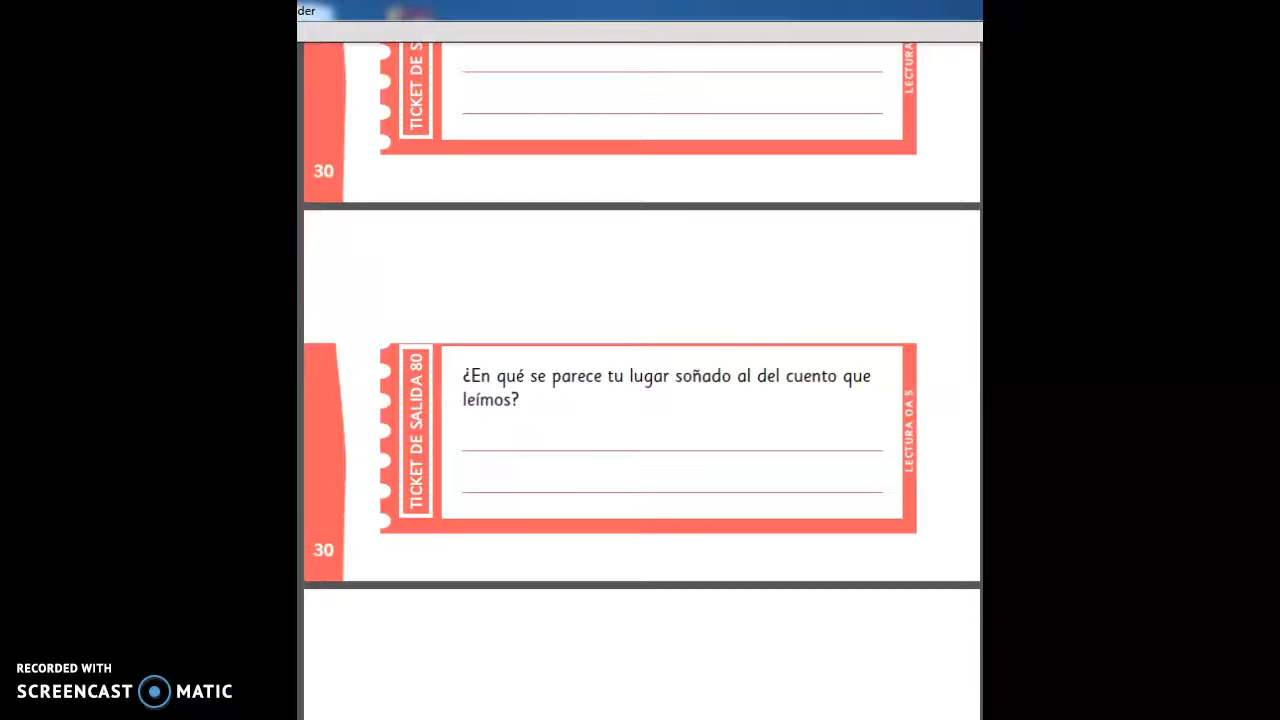 der
TICKET DE S
LECTURA
30
TICKET DE SALIDA 80
¿En qué se parece tu lugar soñado al del cuento que
leímos?
LECTURA OA 5
30
RECORDED WITH
SCREENCAST MATIC